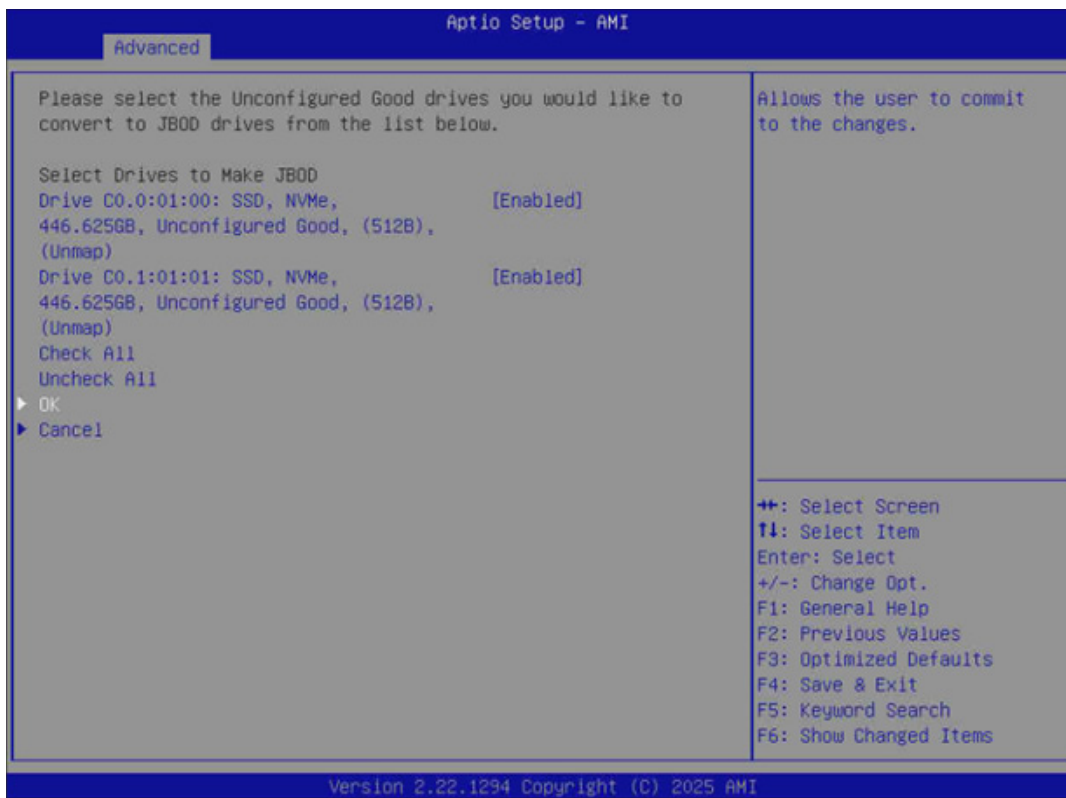 Aptio Setup - AMI
Advanced
Please select the Unconfigured Good drives you would like to
convert to JBOD drives from the list below.
Select Drives to Make JBOD
Drive C0.0:01:00: SSD, NVMe, [Enabled]
446.625GB, Unconfigured Good, (512B),
(Unmap)
Drive C0.1:01:01: SSD, NVMe, [Enabled]
446.625GB, Unconfigured Good, (512B),
(Unmap)
Check All
Uncheck All
▶ OK
▶ Cancel
Allows the user to commit
to the changes.
→←: Select Screen
↑↓: Select Item
Enter: Select
+/-: Change Opt.
F1: General Help
F2: Previous Values
F3: Optimized Defaults
F4: Save & Exit
F5: Keyword Search
F6: Show Changed Items
Version 2.22.1294 Copyright (C) 2025 AMI